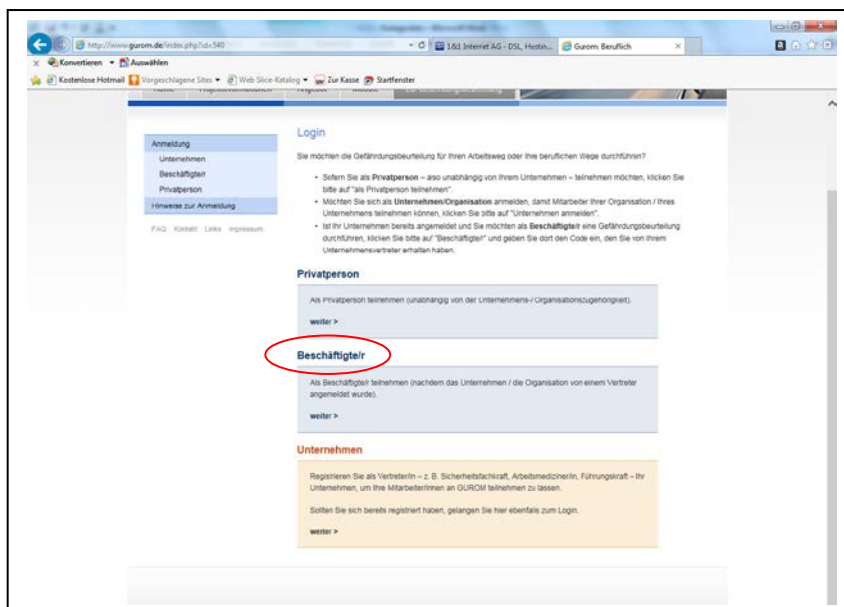 http://www.gurom.de/index.php?id=340
1&1 Internet AG - DSL, Hostin...
Gurom: Beruflich
Konvertieren
Auswählen
Kostenlose Hotmail
Vorgeschlagene Sites
Web Slice-Katalog
Zur Kasse
Startfenster
Home
Projektinformationen
Angebot
Module
Anmeldung
Unternehmen
Beschäftigte/r
Privatperson
Hinweise zur Anmeldung
FAQ Kontakt Links Impressum
Login
Sie möchten die Gefährdungsbeurteilung für Ihren Arbeitsweg oder Ihre beruflichen Wege durchführen?
• Sofern Sie als Privatperson – also unabhängig von Ihrem Unternehmen – teilnehmen möchten, klicken Sie
bitte auf "als Privatperson teilnehmen".
• Möchten Sie sich als Unternehmen/Organisation anmelden, damit Mitarbeiter Ihrer Organisation / Ihres
Unternehmens teilnehmen können, klicken Sie bitte auf "Unternehmen anmelden".
• Ist Ihr Unternehmen bereits angemeldet und Sie möchten als Beschäftigte/r eine Gefährdungsbeurteilung
durchführen, klicken Sie bitte auf "Beschäftigte/r" und geben Sie dort den Code ein, den Sie von Ihrem
Unternehmensvertreter erhalten haben.
Privatperson
Als Privatperson teilnehmen (unabhängig von der Unternehmens-/ Organisationszugehörigkeit).
weiter >
Beschäftigte/r
Als Beschäftigte/r teilnehmen (nachdem das Unternehmen / die Organisation von einem Vertreter
angemeldet wurde).
weiter >
Unternehmen
Registrieren Sie als Vertreter/in – z. B. Sicherheitsfachkraft, Arbeitsmediziner/in, Führungskraft – Ihr
Unternehmen, um Ihre Mitarbeiter/innen an GUROM teilnehmen zu lassen.
Sollten Sie sich bereits registriert haben, gelangen Sie hier ebenfalls zum Login.
weiter >